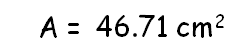 A = 46.71 cm²